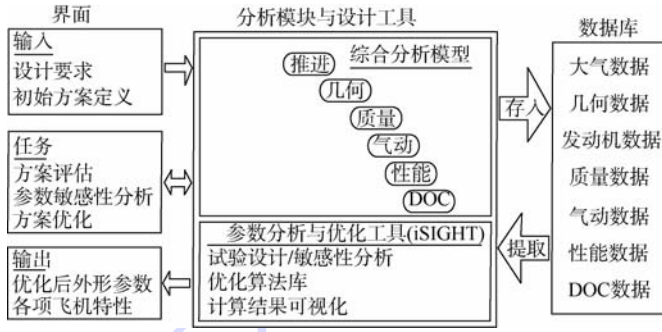 界面
输入
设计要求
初始方案定义
任务
方案评估
参数敏感性分析
方案优化
输出
优化后外形参数
各项飞机特性
分析模块与设计工具
综合分析模型
推进
几何
质量
气动
性能
DOC
参数分析与优化工具(iSIGHT)
试验设计/敏感性分析
优化算法库
计算结果可视化
存入
提取
数据库
大气数据
几何数据
发动机数据
质量数据
气动数据
性能数据
DOC数据